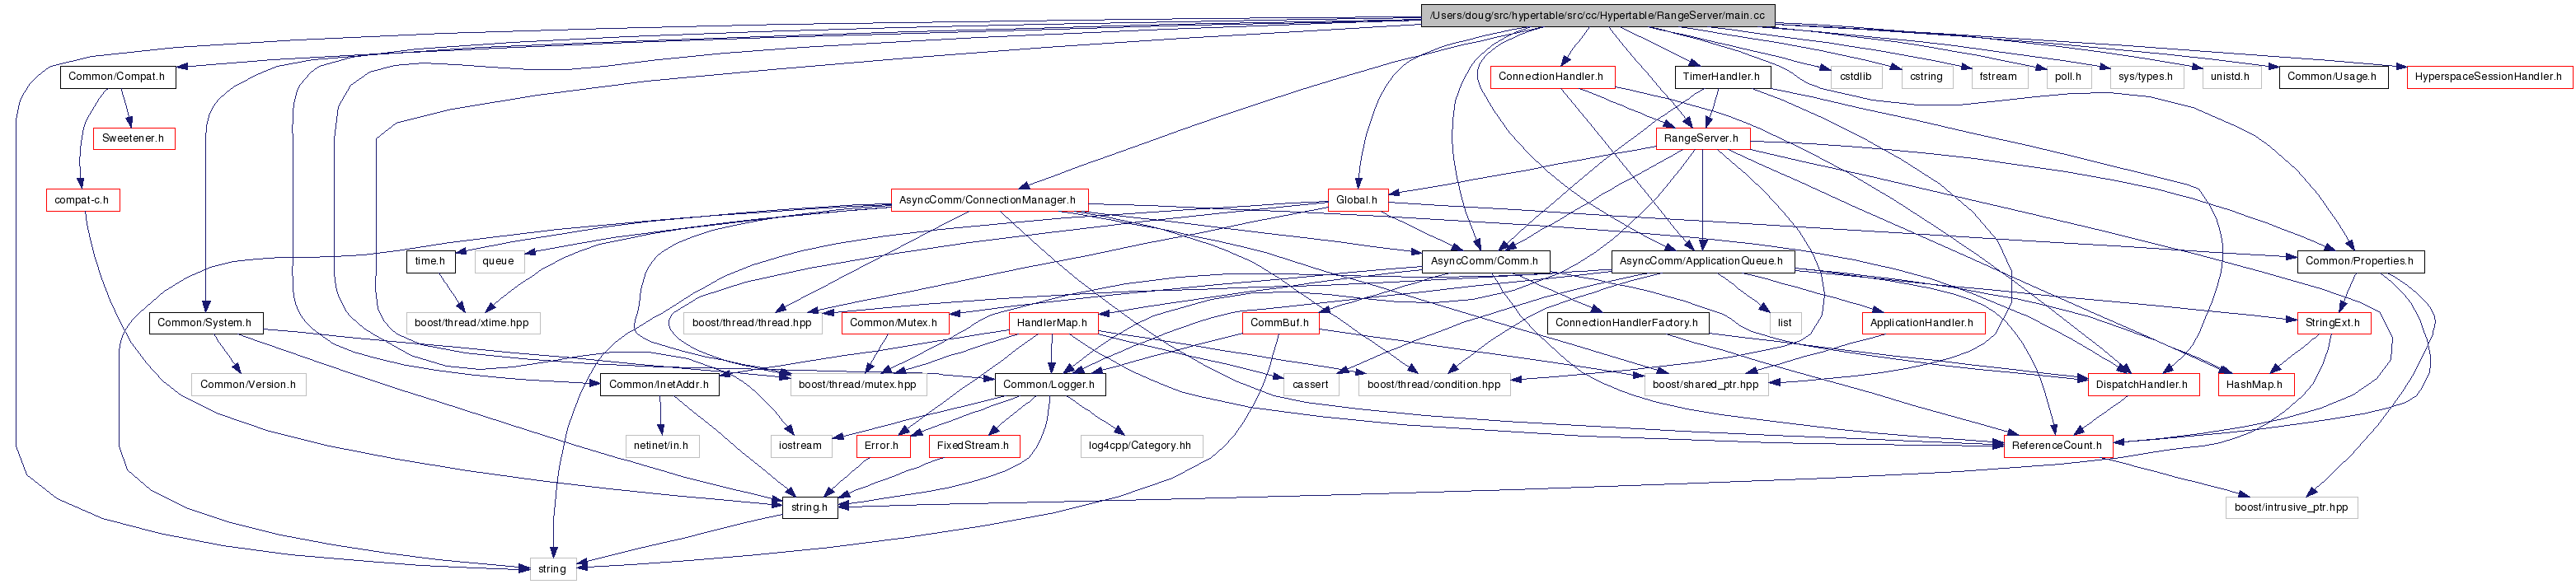 /Users/doug/src/hypertable/src/cc/Hypertable/RangeServer/main.cc
Common/Compat.h
ConnectionHandler.h
TimerHandler.h
cstdlib
cstring
fstream
poll.h
sys/types.h
unistd.h
Common/Usage.h
HyperspaceSessionHandler.h
Sweetener.h
RangeServer.h
compat-c.h
AsyncComm/ConnectionManager.h
Global.h
time.h
queue
AsyncComm/Comm.h
AsyncComm/ApplicationQueue.h
Common/Properties.h
Common/System.h
boost/thread/xtime.hpp
boost/thread/thread.hpp
Common/Mutex.h
HandlerMap.h
CommBuf.h
ConnectionHandlerFactory.h
list
ApplicationHandler.h
StringExt.h
Common/Version.h
Common/InetAddr.h
boost/thread/mutex.hpp
Common/Logger.h
cassert
boost/thread/condition.hpp
boost/shared_ptr.hpp
DispatchHandler.h
HashMap.h
netinet/in.h
iostream
Error.h
FixedStream.h
log4cpp/Category.hh
ReferenceCount.h
string.h
boost/intrusive_ptr.hpp
string